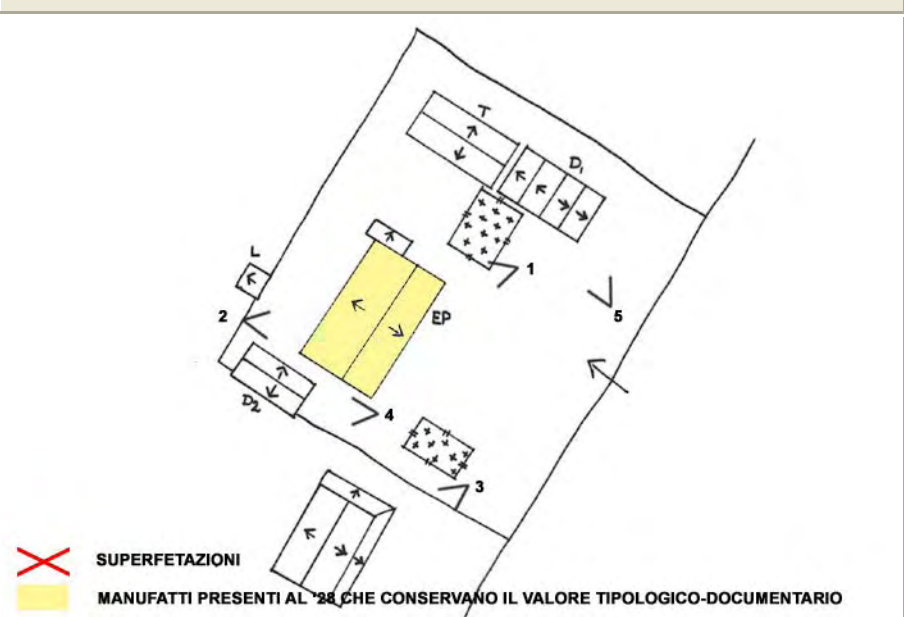 T
D1
1
L
5
2
EP
D2
4
3
SUPERFETAZIONI
MANUFATTI PRESENTI AL '28 CHE CONSERVANO IL VALORE TIPOLOGICO-DOCUMENTARIO